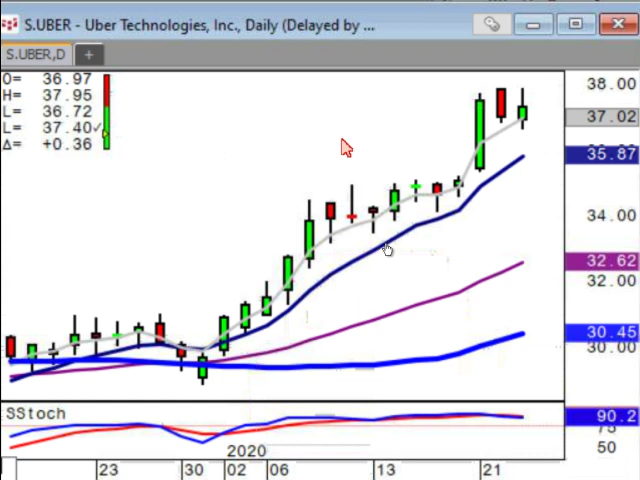 S.UBER - Uber Technologies, Inc., Daily (Delayed by ...
S.UBER,D +
O= 36.97
H= 37.95
L= 36.72
L= 37.40✓
Δ= +0.36
38.00
37.02
35.87
34.00
32.62
32.00
30.45
30.00
SStoch
90.2
75
50
2020
23 30 02 06 13 21